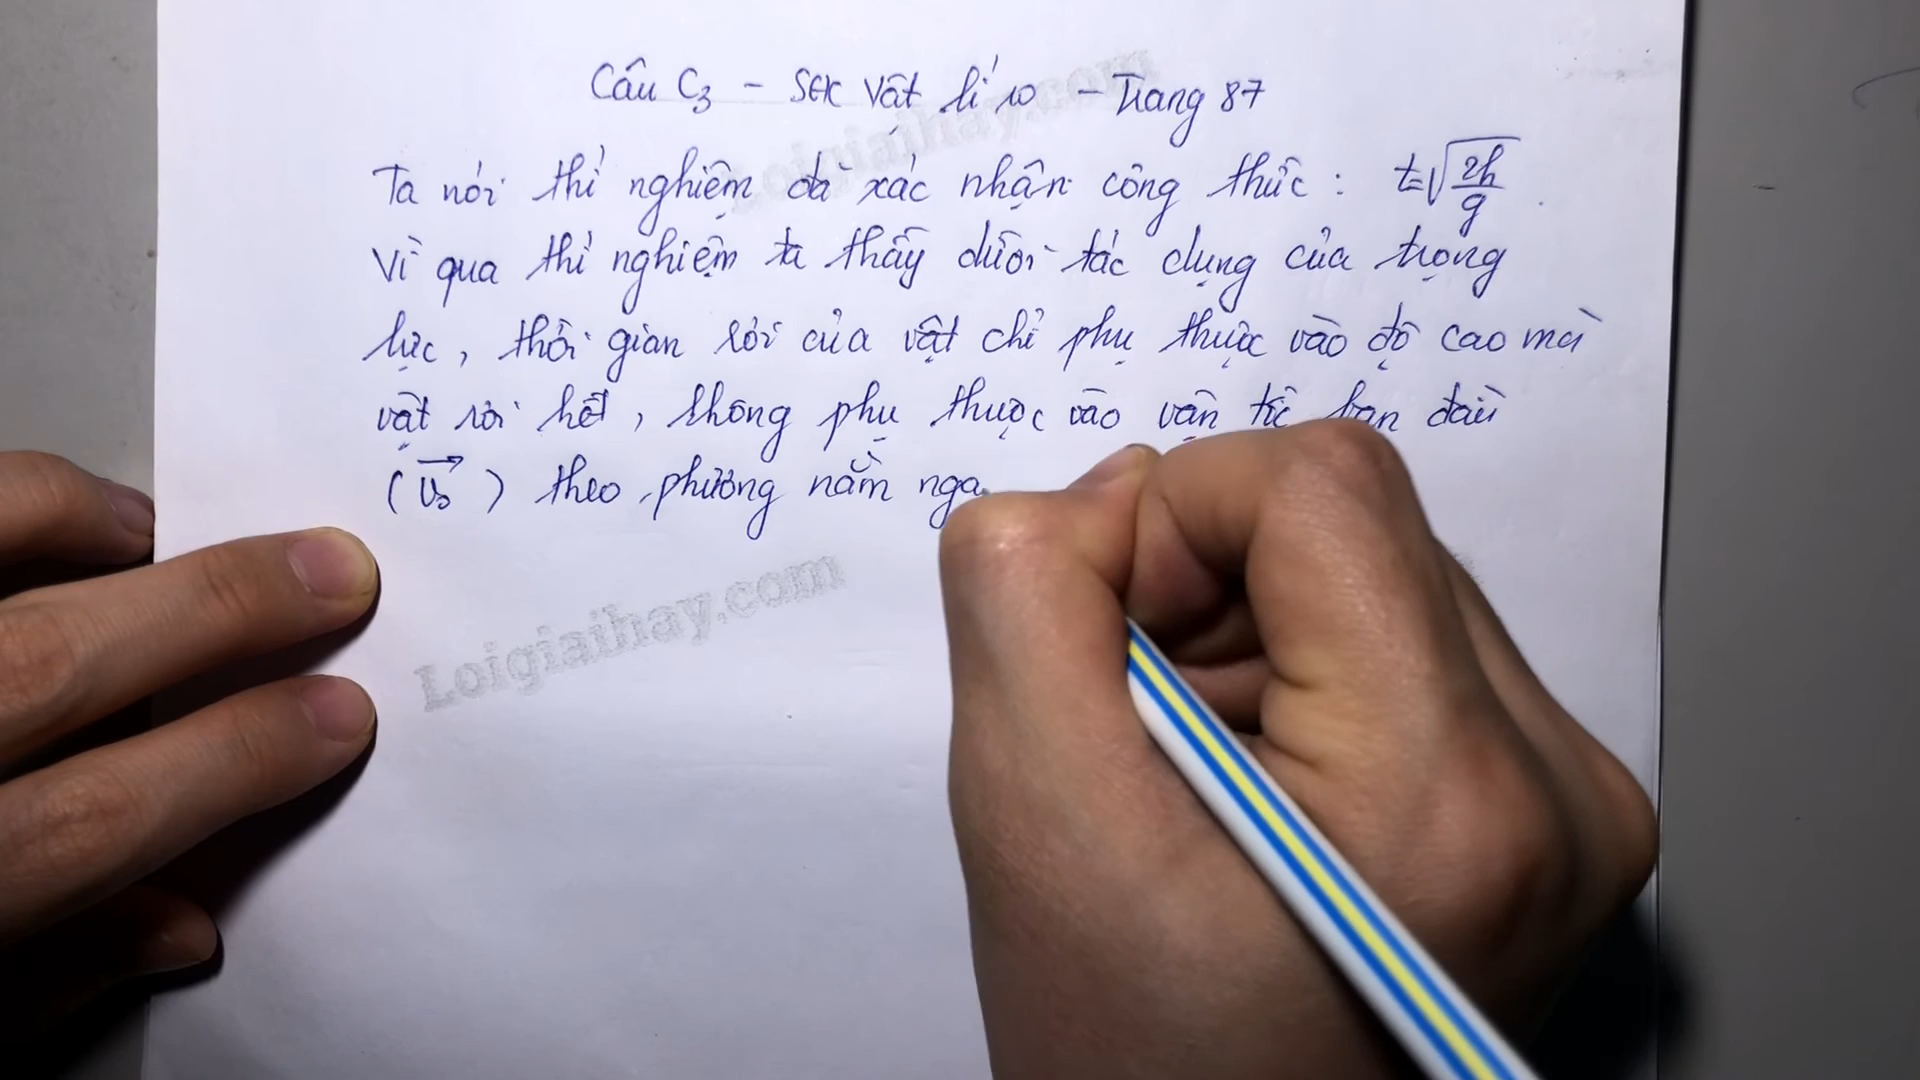 Câu C3 - SGK Vật lí 10 - Trang 87
Ta nói thí nghiệm đã xác nhận công thức : t=√(2h/g) .
Vì qua thí nghiệm ta thấy dưới tác dụng của trọng
lực, thời gian rơi của vật chỉ phụ thuộc vào độ cao mà
vật rơi hết, không phụ thuộc vào vận tốc ban đầu
(v₀→) theo phương nằm nga
Loigiaihay.com
Loigiaihay.com